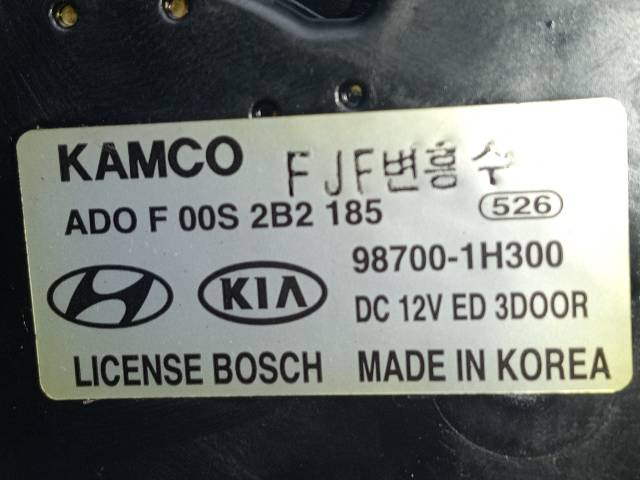 KAMCO FJF변흥수
ADO F 00S 2B2 185 526
KIA 98700-1H300
DC 12V ED 3DOOR
LICENSE BOSCH MADE IN KOREA